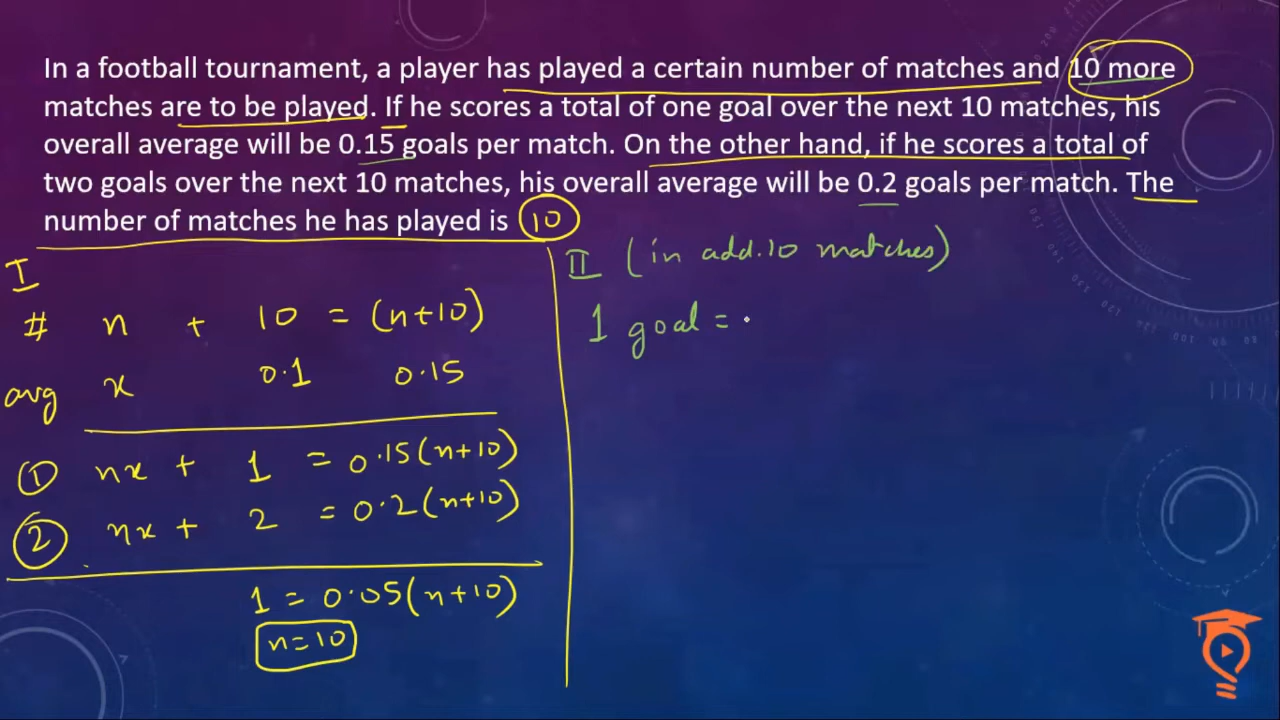 In a football tournament, a player has played a certain number of matches and 10 more
matches are to be played. If he scores a total of one goal over the next 10 matches, his
overall average will be 0.15 goals per match. On the other hand, if he scores a total of
two goals over the next 10 matches, his overall average will be 0.2 goals per match. The
number of matches he has played is 10
I
# n + 10 = (n+10)
avg x 0.1 0.15
① nx + 1 = 0.15(n+10)
② nx + 2 = 0.2(n+10)
1 = 0.05(n+10)
n=10
II (in add. 10 matches)
1 goal =